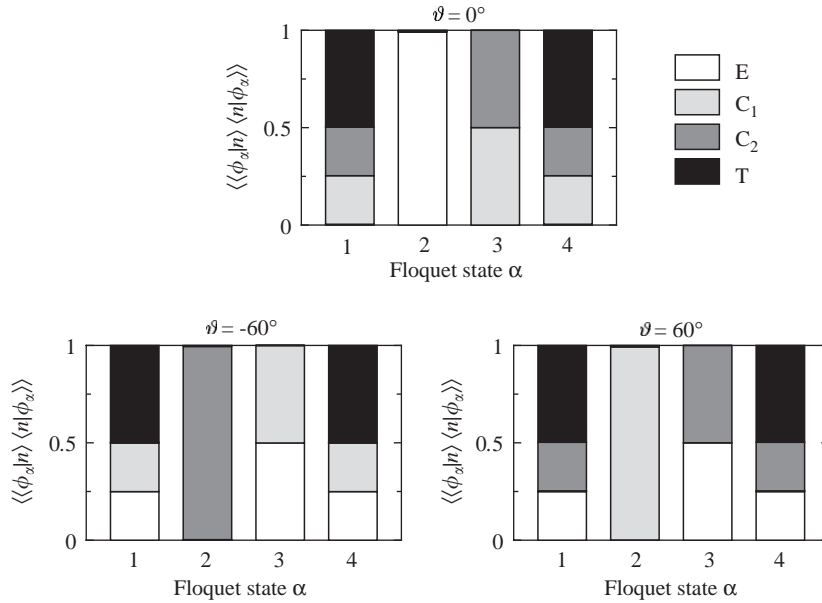 ϑ = 0°
⟨⟨ϕα|n⟩ ⟨n|ϕα⟩⟩
1
0.5
0
1 2 3 4
Floquet state α
E
C₁
C₂
T
ϑ = -60°
⟨⟨ϕα|n⟩ ⟨n|ϕα⟩⟩
1
0.5
0
1 2 3 4
Floquet state α
ϑ = 60°
⟨⟨ϕα|n⟩ ⟨n|ϕα⟩⟩
1
0.5
0
1 2 3 4
Floquet state α